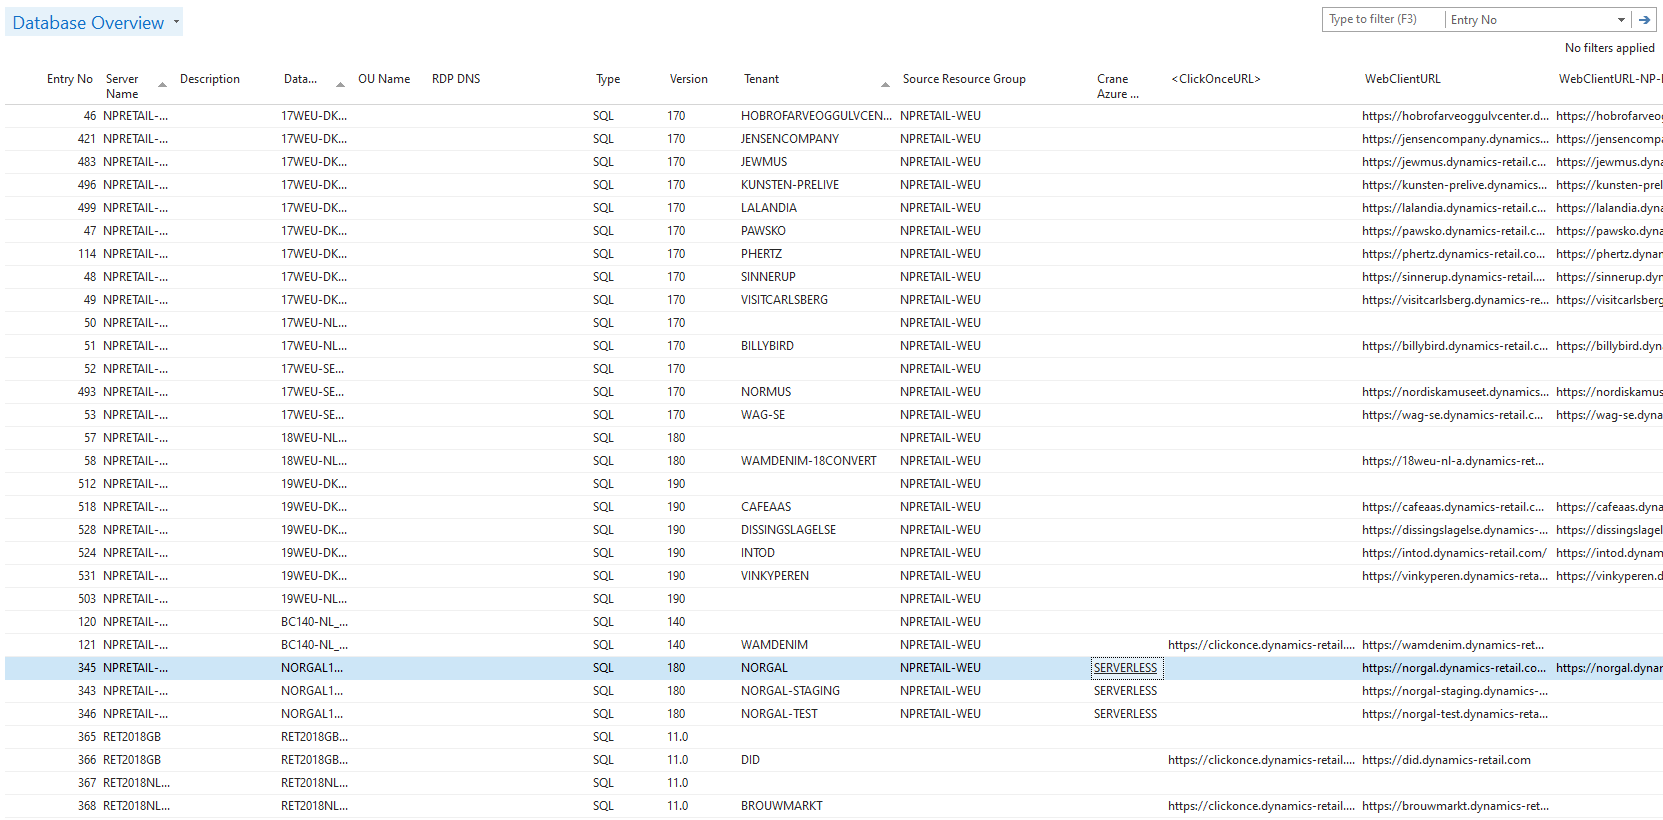 Database Overview
Type to filter (F3) Entry No
No filters applied
Entry No Server Name Description Data... OU Name RDP DNS Type Version Tenant Source Resource Group Crane Azure ... <ClickOnceURL> WebClientURL WebClientURL-NP-
46 NPRETAIL-... 17WEU-DK... SQL 170 HOBROFARVEOGGULVCEN... NPRETAIL-WEU https://hobrofarveoggulvcenter.d... https://hobrofarveog
421 NPRETAIL-... 17WEU-DK... SQL 170 JENSENCOMPANY NPRETAIL-WEU https://jensencompany.dynamics... https://jensencompa
483 NPRETAIL-... 17WEU-DK... SQL 170 JEWMUS NPRETAIL-WEU https://jewmus.dynamics-retail.c... https://jewmus.dyna
496 NPRETAIL-... 17WEU-DK... SQL 170 KUNSTEN-PRELIVE NPRETAIL-WEU https://kunsten-prelive.dynamics... https://kunsten-prel
499 NPRETAIL-... 17WEU-DK... SQL 170 LALANDIA NPRETAIL-WEU https://lalandia.dynamics-retail.c... https://lalandia.dyna
47 NPRETAIL-... 17WEU-DK... SQL 170 PAWSKO NPRETAIL-WEU https://pawsko.dynamics-retail.c... https://pawsko.dyna
114 NPRETAIL-... 17WEU-DK... SQL 170 PHERTZ NPRETAIL-WEU https://phertz.dynamics-retail.co... https://phertz.dynan
48 NPRETAIL-... 17WEU-DK... SQL 170 SINNERUP NPRETAIL-WEU https://sinnerup.dynamics-retail.... https://sinnerup.dyn
49 NPRETAIL-... 17WEU-DK... SQL 170 VISITCARLSBERG NPRETAIL-WEU https://visitcarlsberg.dynamics-re... https://visitcarlsberg
50 NPRETAIL-... 17WEU-NL... SQL 170 NPRETAIL-WEU
51 NPRETAIL-... 17WEU-NL... SQL 170 BILLYBIRD NPRETAIL-WEU https://billybird.dynamics-retail.c... https://billybird.dyn
52 NPRETAIL-... 17WEU-SE... SQL 170 NPRETAIL-WEU
493 NPRETAIL-... 17WEU-SE... SQL 170 NORMUS NPRETAIL-WEU https://nordiskamuseet.dynamics... https://nordiskamus
53 NPRETAIL-... 17WEU-SE... SQL 170 WAG-SE NPRETAIL-WEU https://wag-se.dynamics-retail.c... https://wag-se.dyna
57 NPRETAIL-... 18WEU-NL... SQL 180 NPRETAIL-WEU
58 NPRETAIL-... 18WEU-NL... SQL 180 WAMDENIM-18CONVERT NPRETAIL-WEU https://18weu-nl-a.dynamics-ret...
512 NPRETAIL-... 19WEU-DK... SQL 190 NPRETAIL-WEU
518 NPRETAIL-... 19WEU-DK... SQL 190 CAFEAAS NPRETAIL-WEU https://cafeaas.dynamics-retail.c... https://cafeaas.dyna
528 NPRETAIL-... 19WEU-DK... SQL 190 DISSINGSLAGELSE NPRETAIL-WEU https://dissingslagelse.dynamics-... https://dissingslagel
524 NPRETAIL-... 19WEU-DK... SQL 190 INTOD NPRETAIL-WEU https://intod.dynamics-retail.com/ https://intod.dynam
531 NPRETAIL-... 19WEU-DK... SQL 190 VINKYPEREN NPRETAIL-WEU https://vinkyperen.dynamics-reta... https://vinkyperen.d
503 NPRETAIL-... 19WEU-NL... SQL 190 NPRETAIL-WEU
120 NPRETAIL-... BC140-NL_... SQL 140 NPRETAIL-WEU
121 NPRETAIL-... BC140-NL_... SQL 140 WAMDENIM NPRETAIL-WEU https://clickonce.dynamics-retail.... https://wamdenim.dynamics-ret...
345 NPRETAIL-... NORGAL1... SQL 180 NORGAL NPRETAIL-WEU SERVERLESS https://norgal.dynamics-retail.co... https://norgal.dynar
343 NPRETAIL-... NORGAL1... SQL 180 NORGAL-STAGING NPRETAIL-WEU SERVERLESS https://norgal-staging.dynamics-...
346 NPRETAIL-... NORGAL1... SQL 180 NORGAL-TEST NPRETAIL-WEU SERVERLESS https://norgal-test.dynamics-reta...
365 RET2018GB RET2018GB... SQL 11.0
366 RET2018GB RET2018GB... SQL 11.0 DID https://clickonce.dynamics-retail.... https://did.dynamics-retail.com
367 RET2018NL... RET2018NL... SQL 11.0
368 RET2018NL... RET2018NL... SQL 11.0 BROUWMARKT https://clickonce.dynamics-retail.... https://brouwmarkt.dynamics-ret...